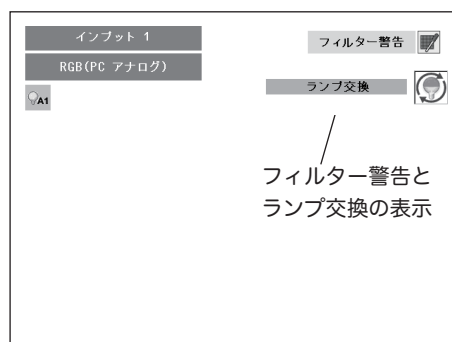 インプット 1
フィルター警告
RGB(PC アナログ)
ランプ交換
A1
フィルター警告と
ランプ交換の表示